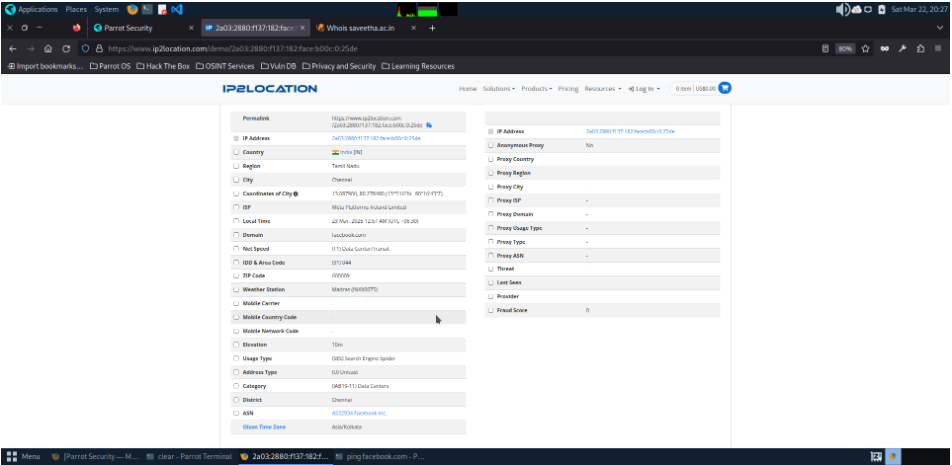 Applications Places System Sat Mar 22, 20:27
Parrot Security × 2a03:2880:f137:182:face: × Whois saveetha.ac.in × +
https://www.ip2location.com/demo/2a03:2880:f137:182:face:b00c:0:25de 80%
Import bookmarks... Parrot OS Hack The Box OSINT Services Vuln DB Privacy and Security Learning Resources
IP2LOCATION Home Solutions Products Pricing Resources Log In 0 item | US$0.00
Permalink https://www.ip2location.com
/2a03:2880:f137:182:face:b00c:0:25de
IP Address 2a03:2880:f137:182:face:b00c:0:25de
Country India [IN]
Region Tamil Nadu
City Chennai
Coordinates of City
ISP Meta Platforms Ireland Limited
Local Time 23 Mar, 2025 12:57 AM (UTC +05:30)
Domain facebook.com
Net Speed (T1) Data Center/Transit
IDD & Area Code (91) 044
ZIP Code 600009
Weather Station Madras (INXX0075)
Mobile Carrier -
Mobile Country Code -
Mobile Network Code -
Elevation 10m
Usage Type (SES) Search Engine Spider
Address Type (U) Unicast
Category (IAB19-11) Data Centers
District Chennai
ASN AS32934 Facebook Inc.
Olson Time Zone Asia/Kolkata
IP Address 2a03:2880:f137:182:face:b00c:0:25de
Anonymous Proxy No
Proxy Country
Proxy Region
Proxy City
Proxy ISP -
Proxy Domain -
Proxy Usage Type -
Proxy Type -
Proxy ASN -
Threat
Last Seen
Provider
Fraud Score 0
Menu [Parrot Security — M... clear - Parrot Terminal 2a03:2880:f137:182:f... ping facebook.com - P...